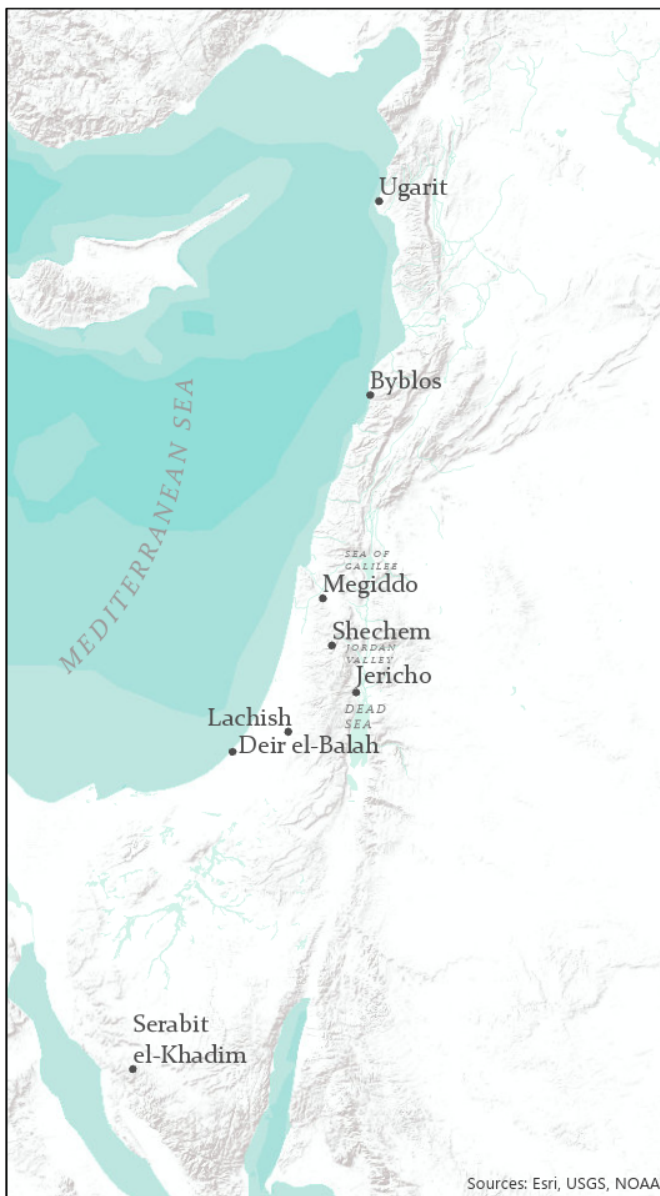 Ugarit
Byblos
MEDITERRANEAN SEA
SEA OF
GALILEE
Megiddo
Shechem
JORDAN
VALLEY
Jericho
DEAD
SEA
Lachish
Deir el-Balah
Serabit
el-Khadim
Sources: Esri, USGS, NOAA